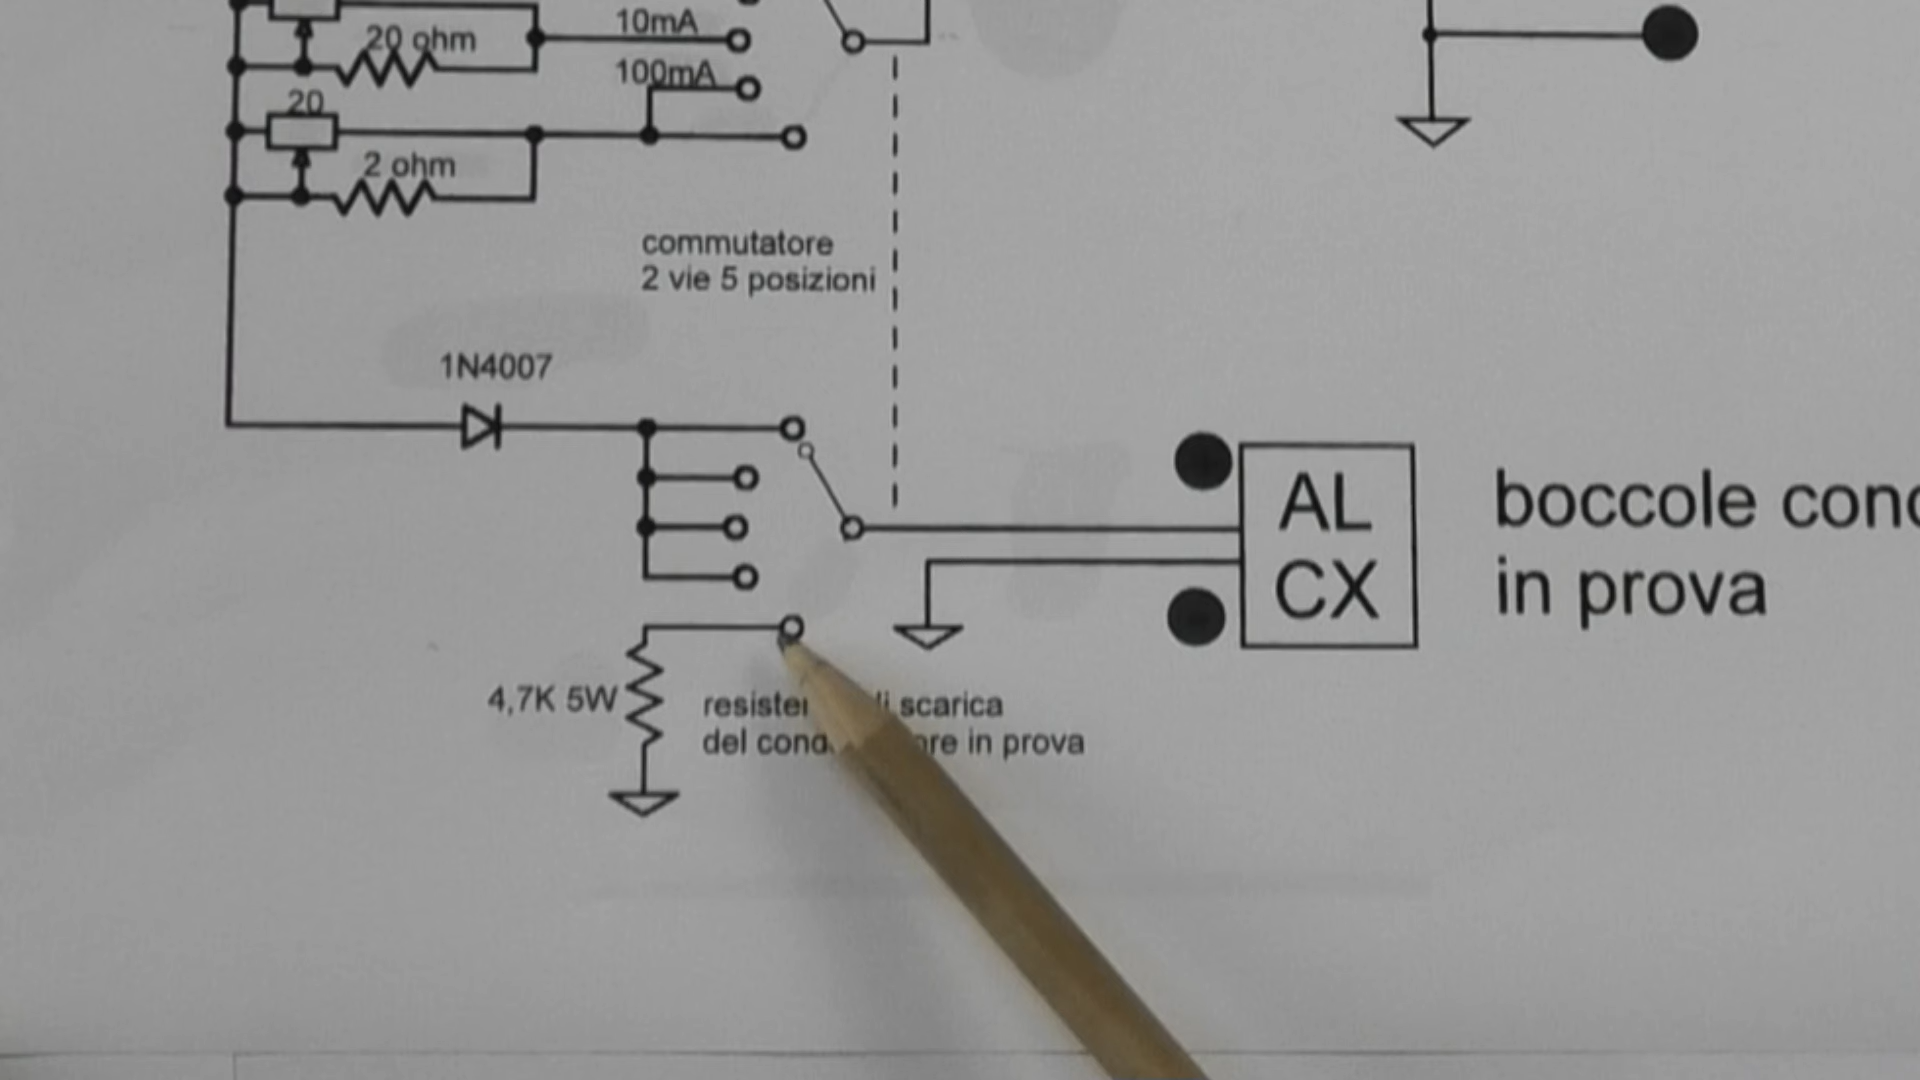 20 ohm
10mA
100mA
20
2 ohm
commutatore
2 vie 5 posizioni
1N4007
AL
CX
boccole
in prova
4,7K 5W
scarica
del in prova